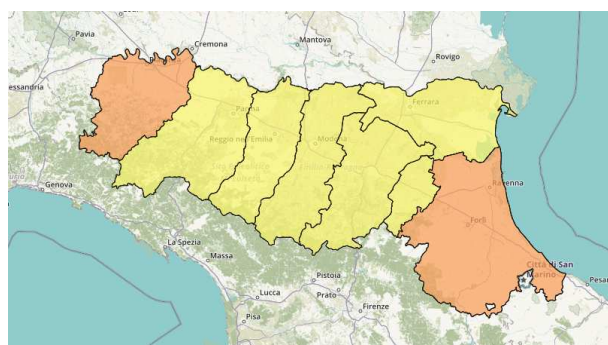 Pavia
Cremona
Mantova
Rovigo
Parma
Ferrara
essandria
Reggio nell'Emilia
Modena
Genova
Ravenna
Forlì
La Spezia
Massa
Città di San
Marino
Pesar
Pistoia
Lucca
Prato
Firenze
Pisa